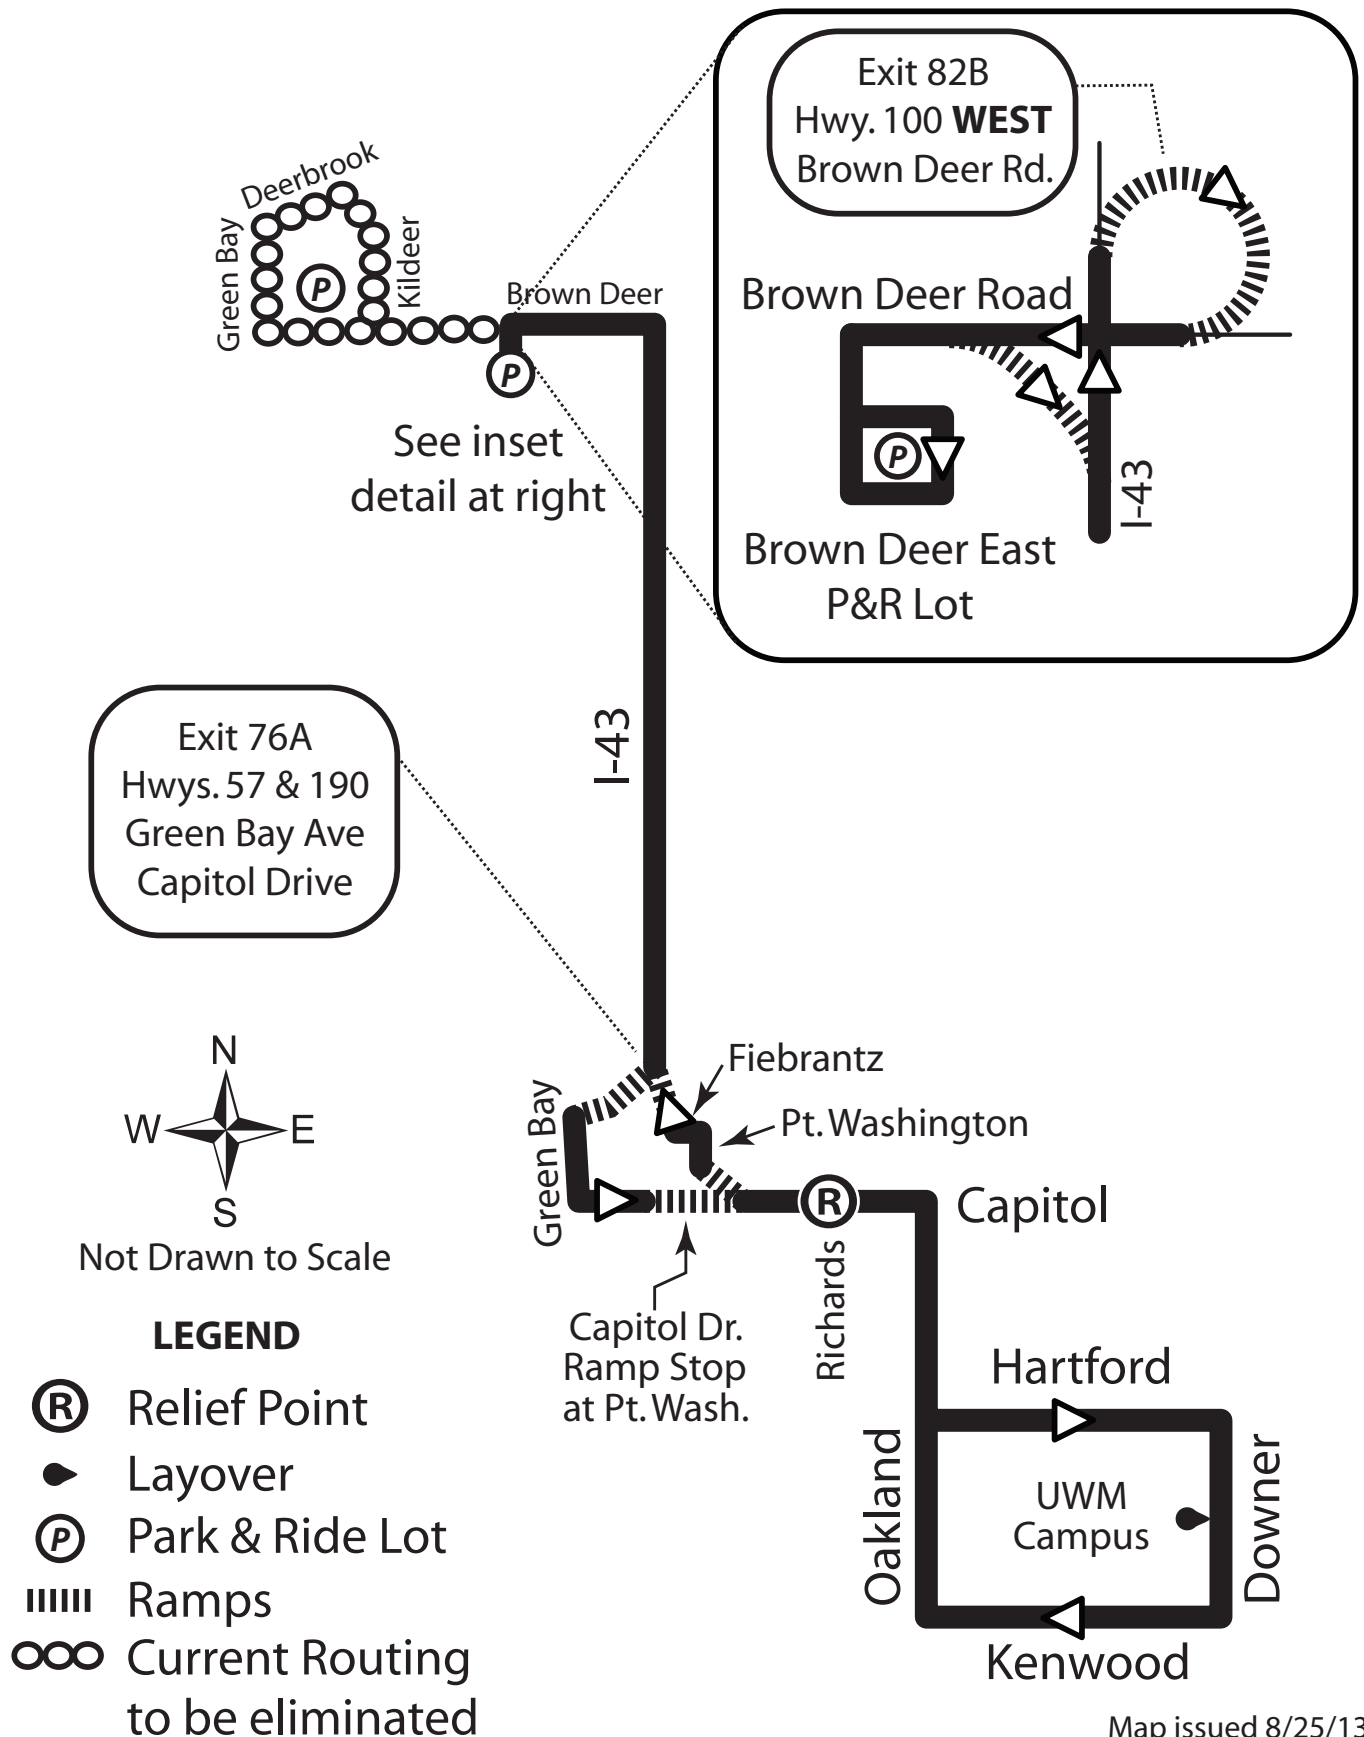 Exit 82B
Hwy. 100 WEST
Brown Deer Rd.
Deerbrook
Green Bay
Kildeer
P
Brown Deer
P
See inset
detail at right
Brown Deer Road
P
I-43
Brown Deer East
P&R Lot
Exit 76A
Hwys. 57 & 190
Green Bay Ave
Capitol Drive
I-43
N
W
E
S
Not Drawn to Scale
Fiebrantz
Pt. Washington
Green Bay
R
Capitol
Richards
Capitol Dr.
Ramp Stop
at Pt. Wash.
Hartford
Oakland
UWM
Campus
Downer
Kenwood
LEGEND
R Relief Point
Layover
P Park & Ride Lot
Ramps
Current Routing
to be eliminated
Map issued 8/25/13